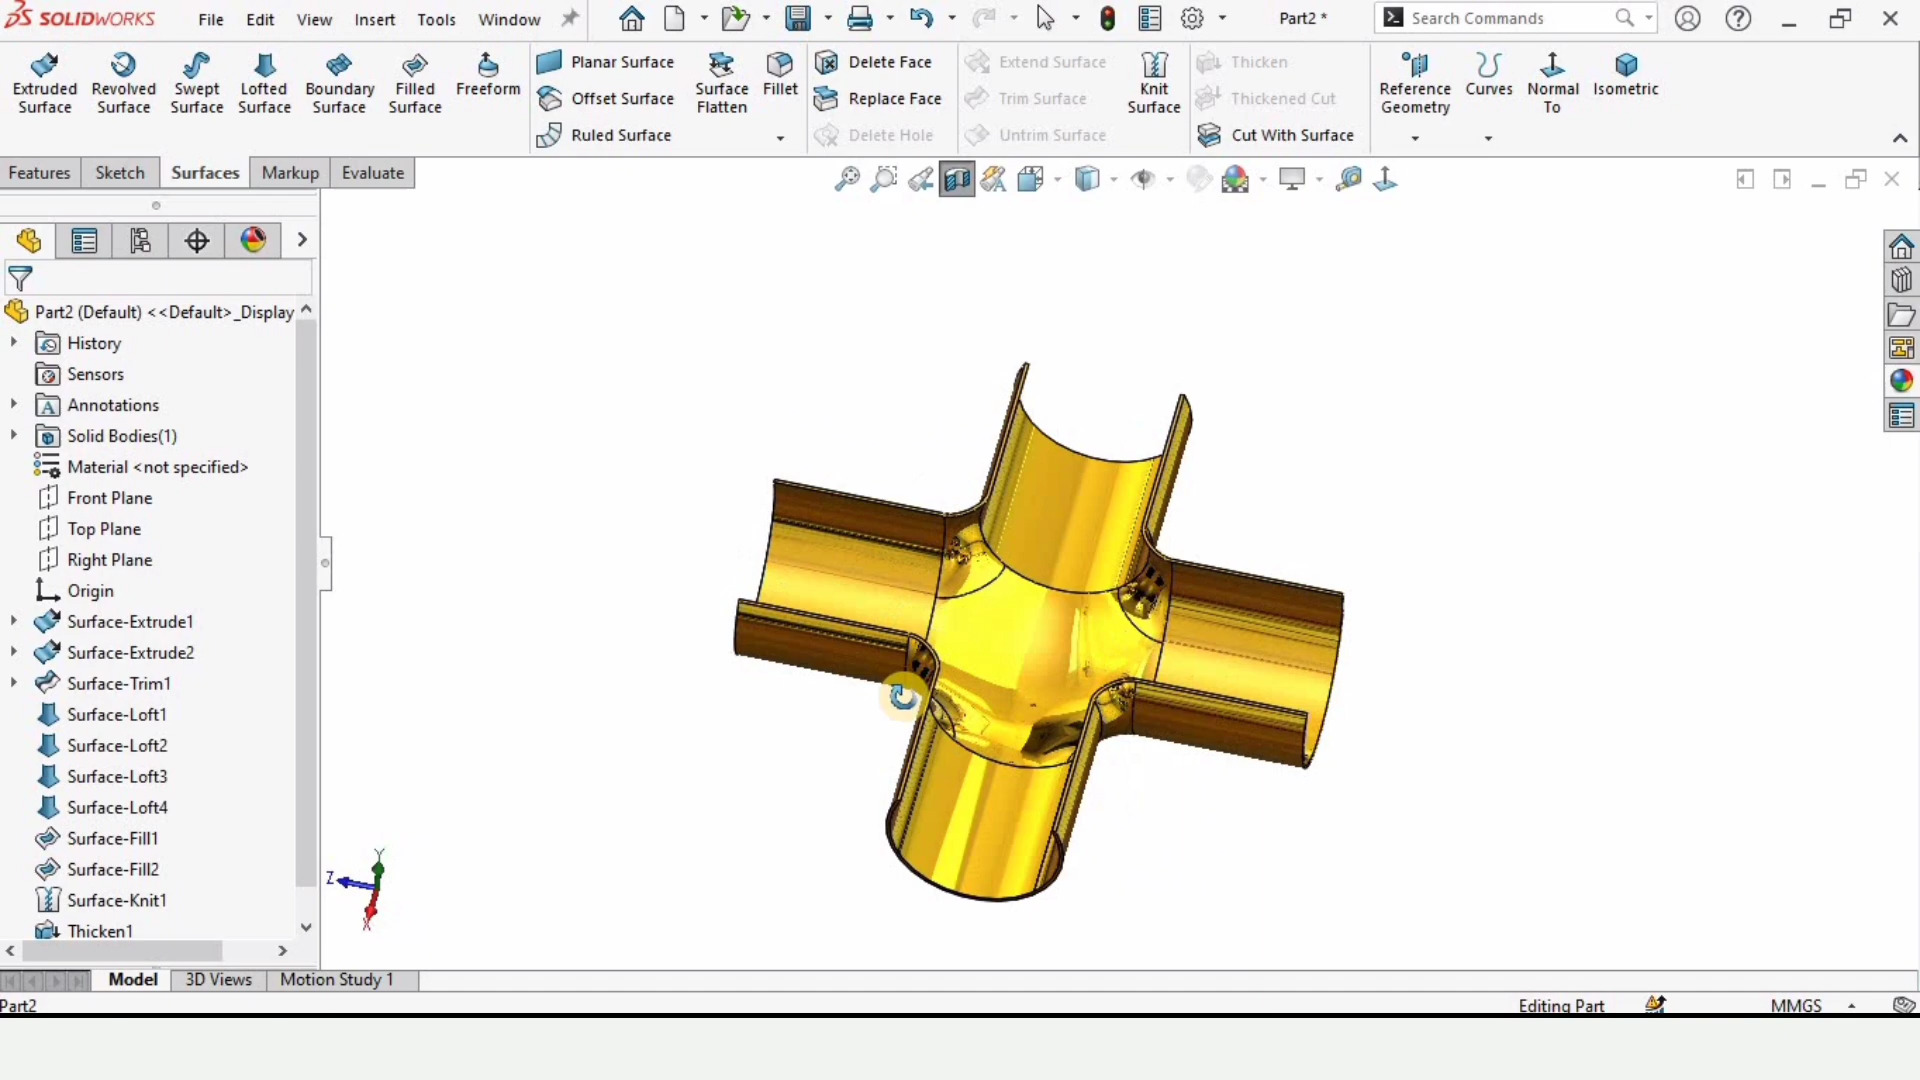 SOLIDWORKS File Edit View Insert Tools Window Part2 * Search Commands
Extruded Surface
Revolved Surface
Swept Surface
Lofted Surface
Boundary Surface
Filled Surface
Freeform
Planar Surface
Offset Surface
Ruled Surface
Surface Flatten
Fillet
Delete Face
Replace Face
Delete Hole
Extend Surface
Trim Surface
Untrim Surface
Knit Surface
Thicken
Thickened Cut
Cut With Surface
Reference Geometry
Curves
Normal To
Isometric
Features Sketch Surfaces Markup Evaluate
Part2 (Default) <<Default>_Display
History
Sensors
Annotations
Solid Bodies(1)
Material <not specified>
Front Plane
Top Plane
Right Plane
Origin
Surface-Extrude1
Surface-Extrude2
Surface-Trim1
Surface-Loft1
Surface-Loft2
Surface-Loft3
Surface-Loft4
Surface-Fill1
Surface-Fill2
Surface-Knit1
Thicken1
Y
Z
X
Model 3D Views Motion Study 1
Part2 Editing Part MMGS